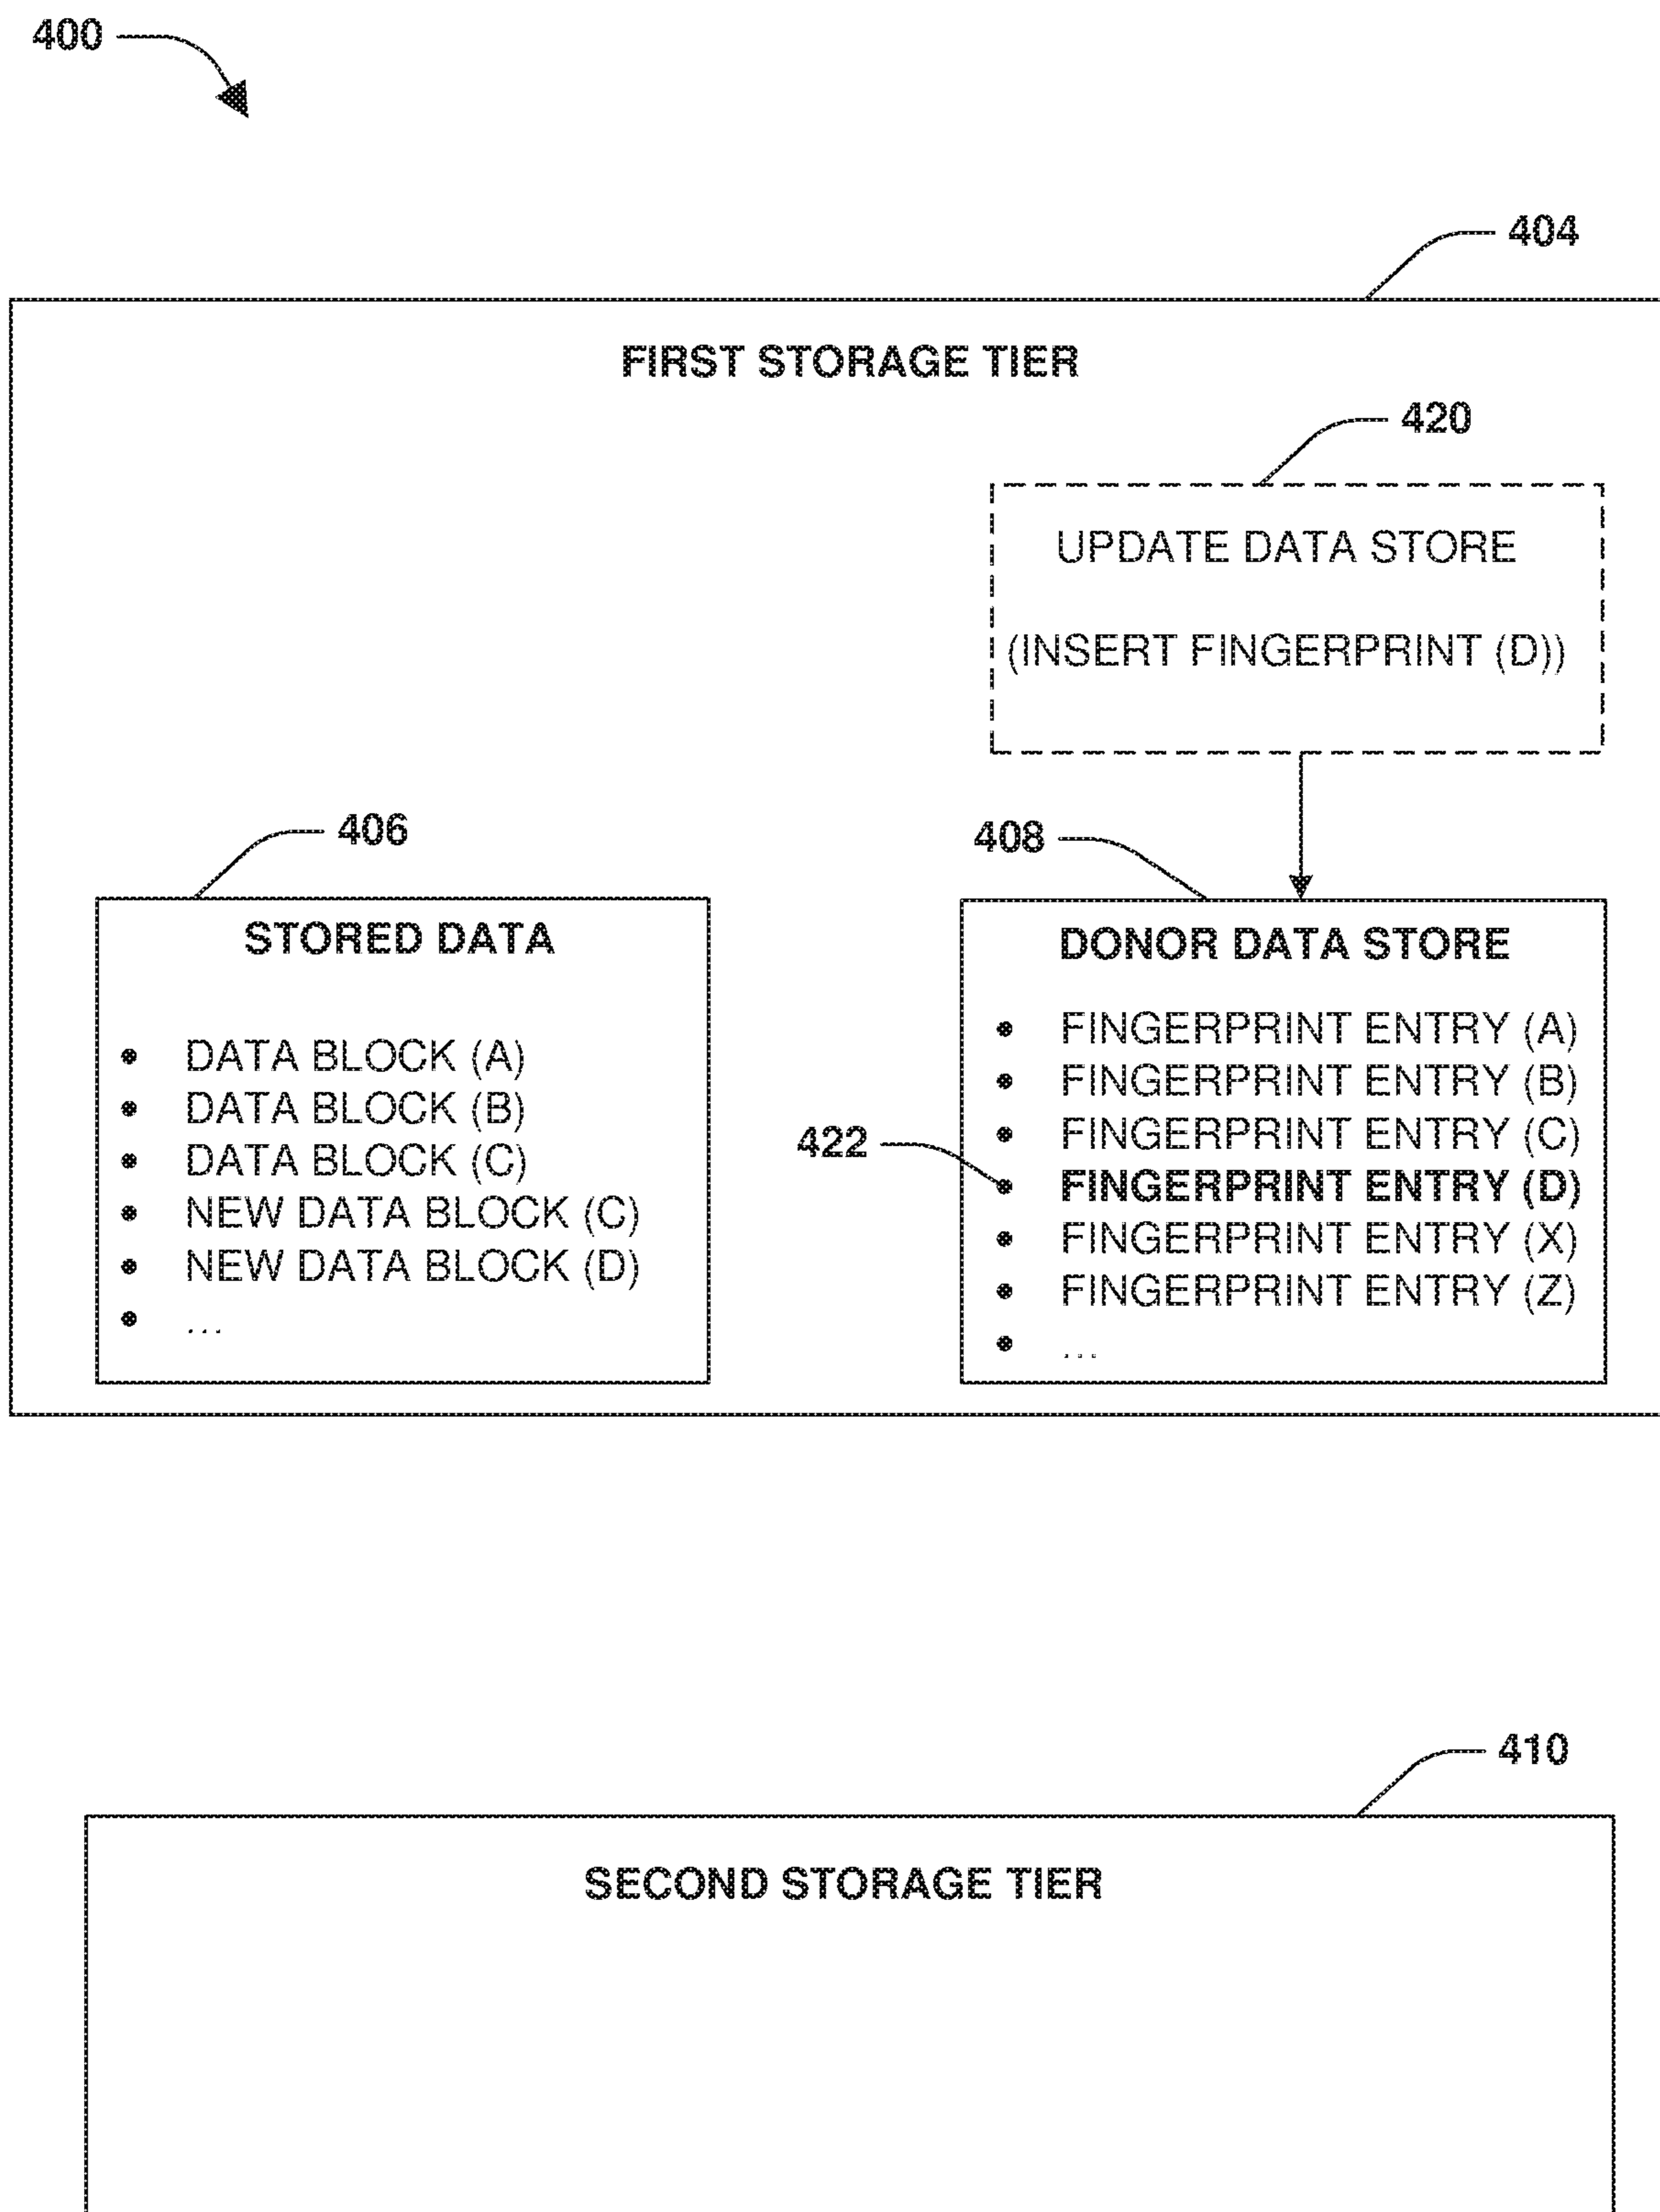 400
404
FIRST STORAGE TIER
420
UPDATE DATA STORE
(INSERT FINGERPRINT (D))
406
STORED DATA
• DATA BLOCK (A)
• DATA BLOCK (B)
• DATA BLOCK (C)
• NEW DATA BLOCK (C)
• NEW DATA BLOCK (D)
• ...
408
DONOR DATA STORE
• FINGERPRINT ENTRY (A)
• FINGERPRINT ENTRY (B)
• FINGERPRINT ENTRY (C)
422
• FINGERPRINT ENTRY (D)
• FINGERPRINT ENTRY (X)
• FINGERPRINT ENTRY (Z)
• ...
410
SECOND STORAGE TIER